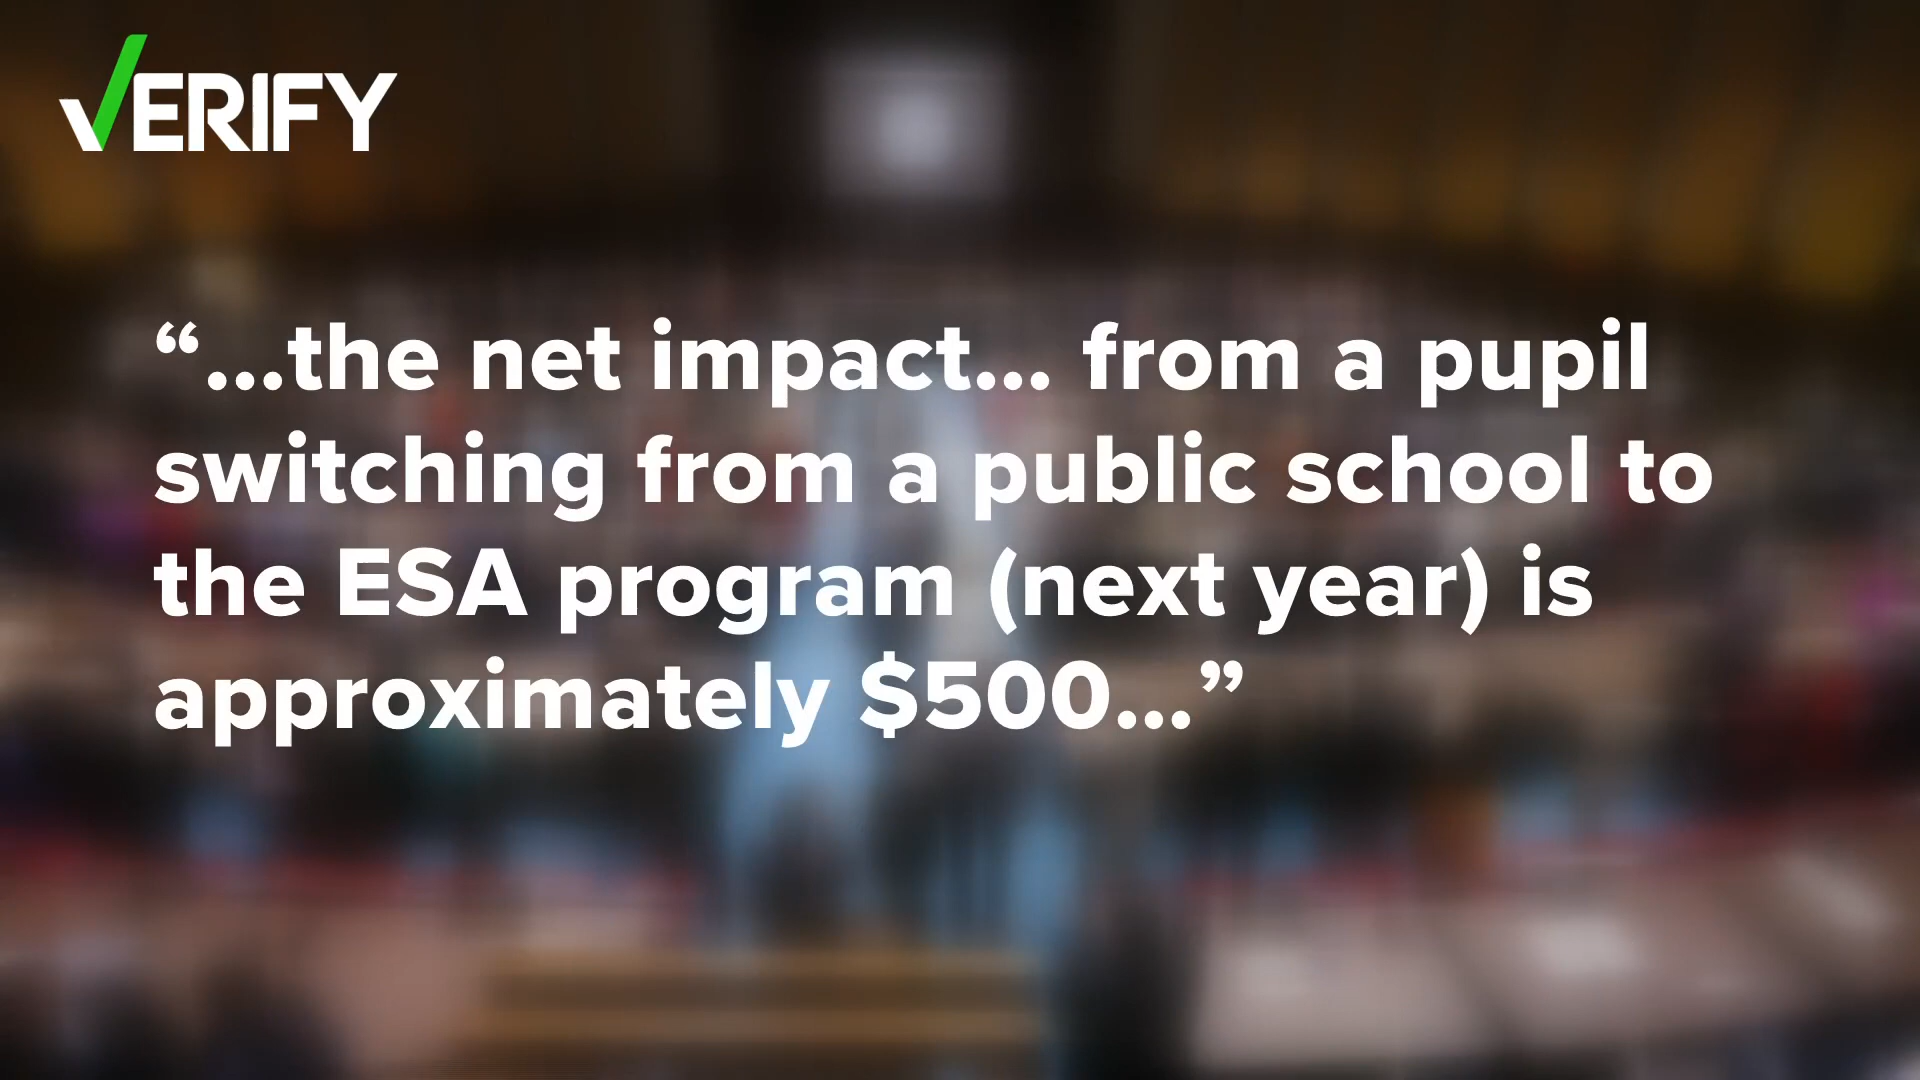 VERIFY
“...the net impact... from a pupil
switching from a public school to
the ESA program (next year) is
approximately $500...”